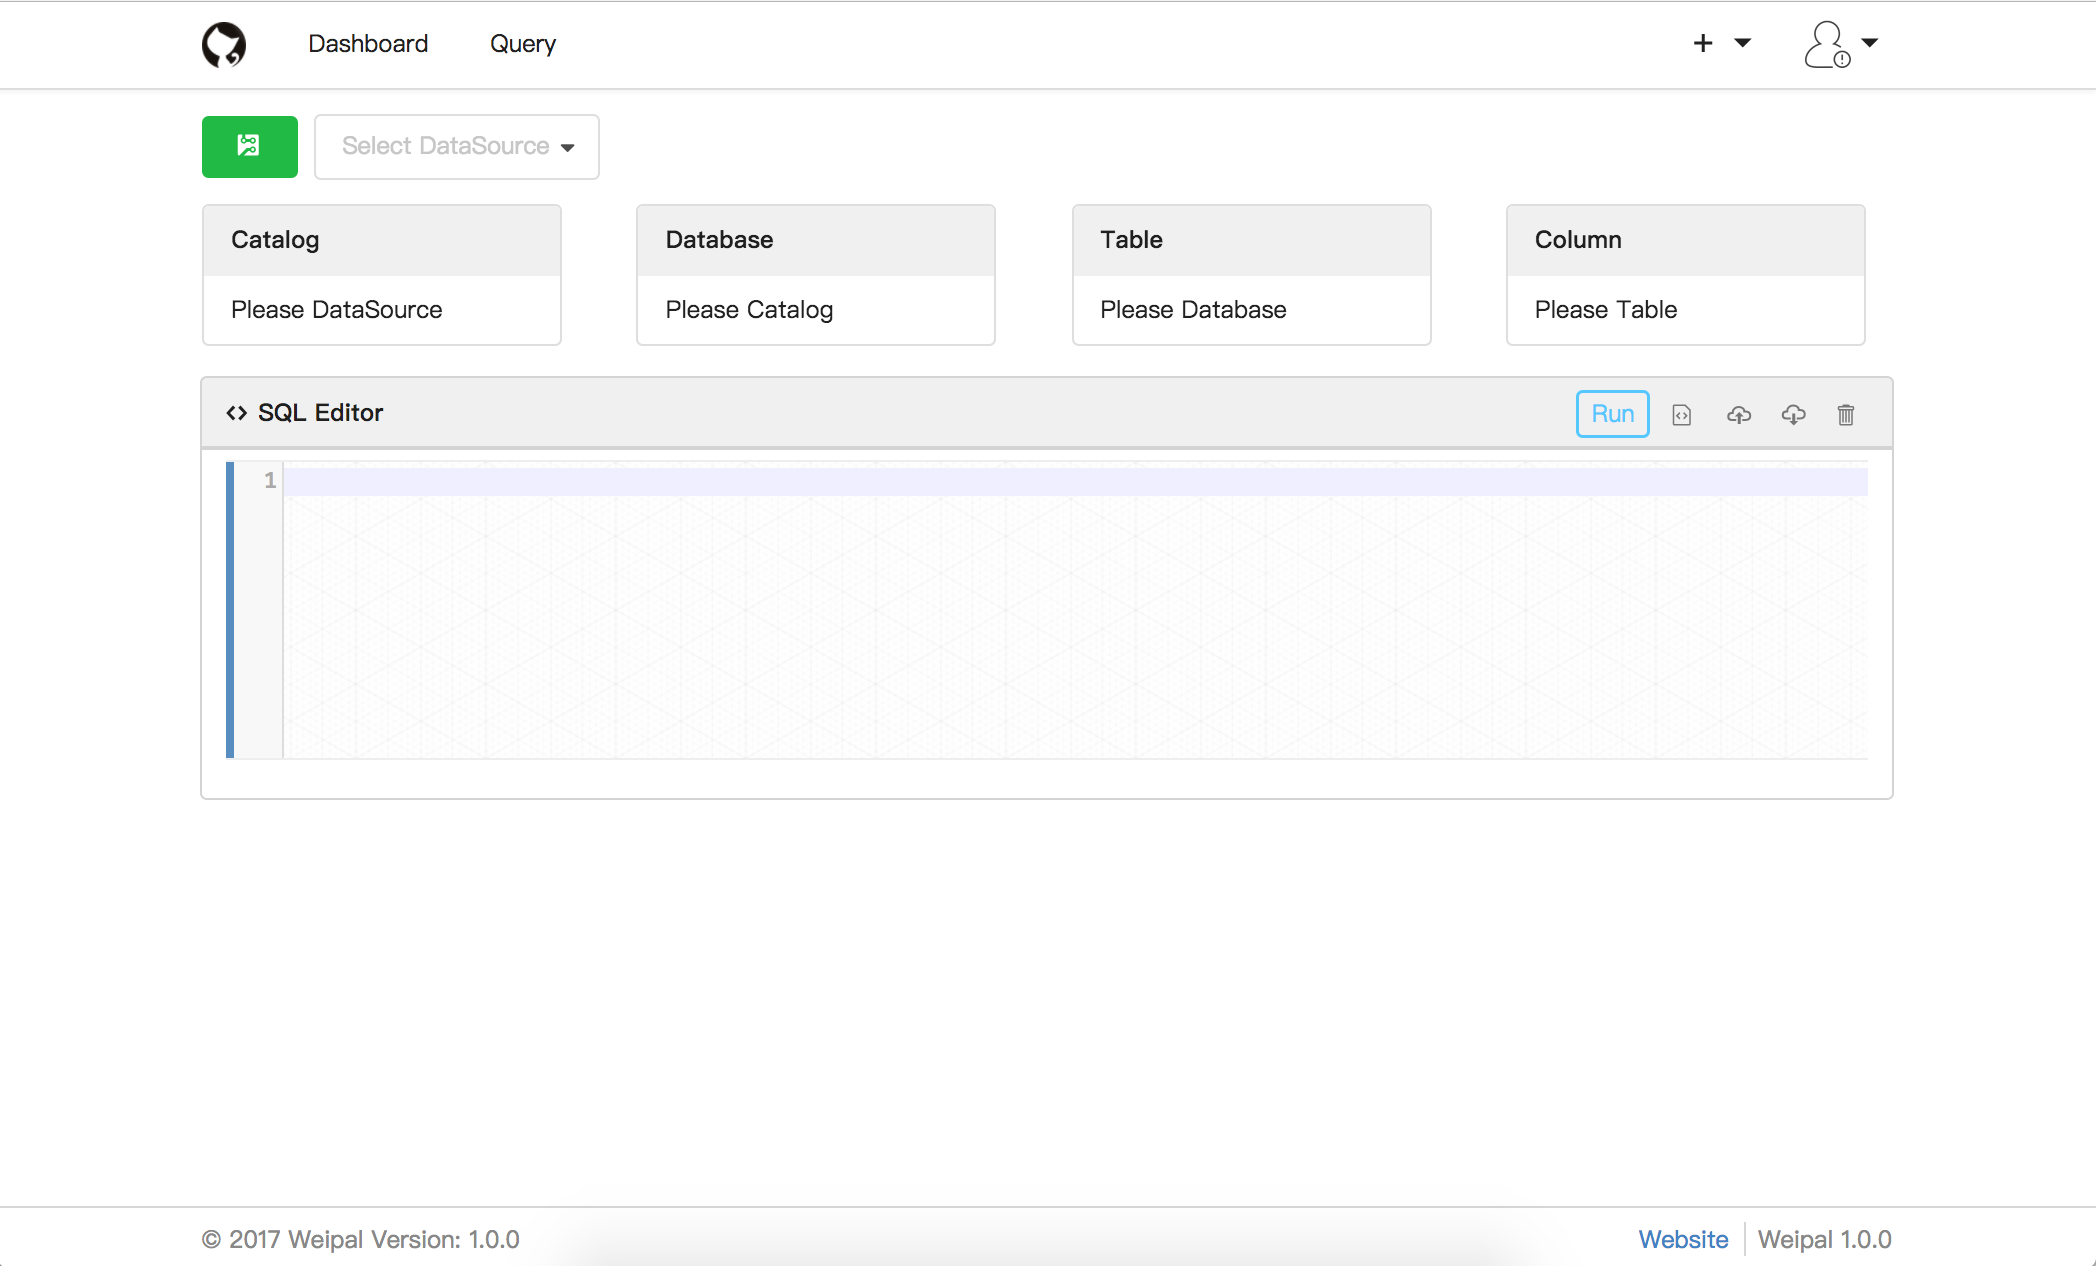 Dashboard Query
Select DataSource
Catalog Database Table Column
Please DataSource Please Catalog Please Database Please Table
SQL Editor Run
1
© 2017 Weipal Version: 1.0.0 Website Weipal 1.0.0